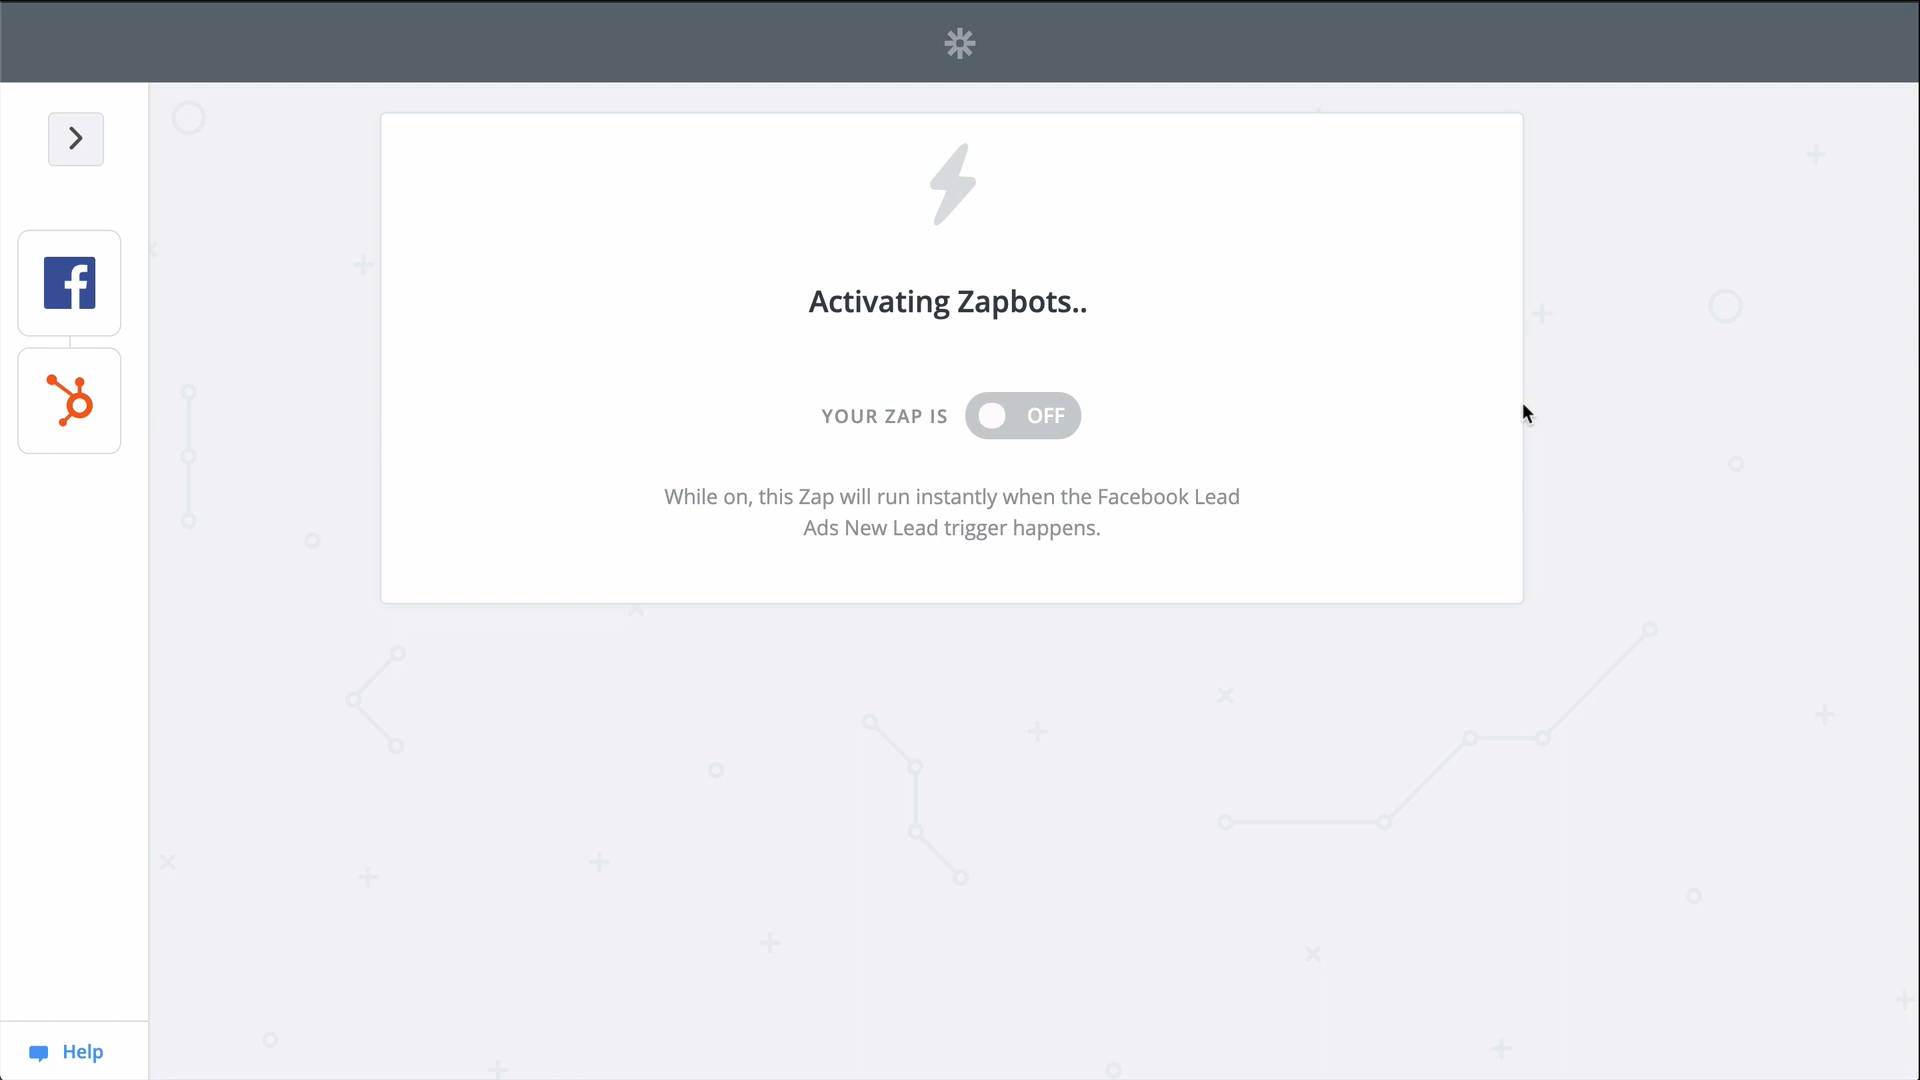 Activating Zapbots..
YOUR ZAP IS OFF
While on, this Zap will run instantly when the Facebook Lead
Ads New Lead trigger happens.
Help